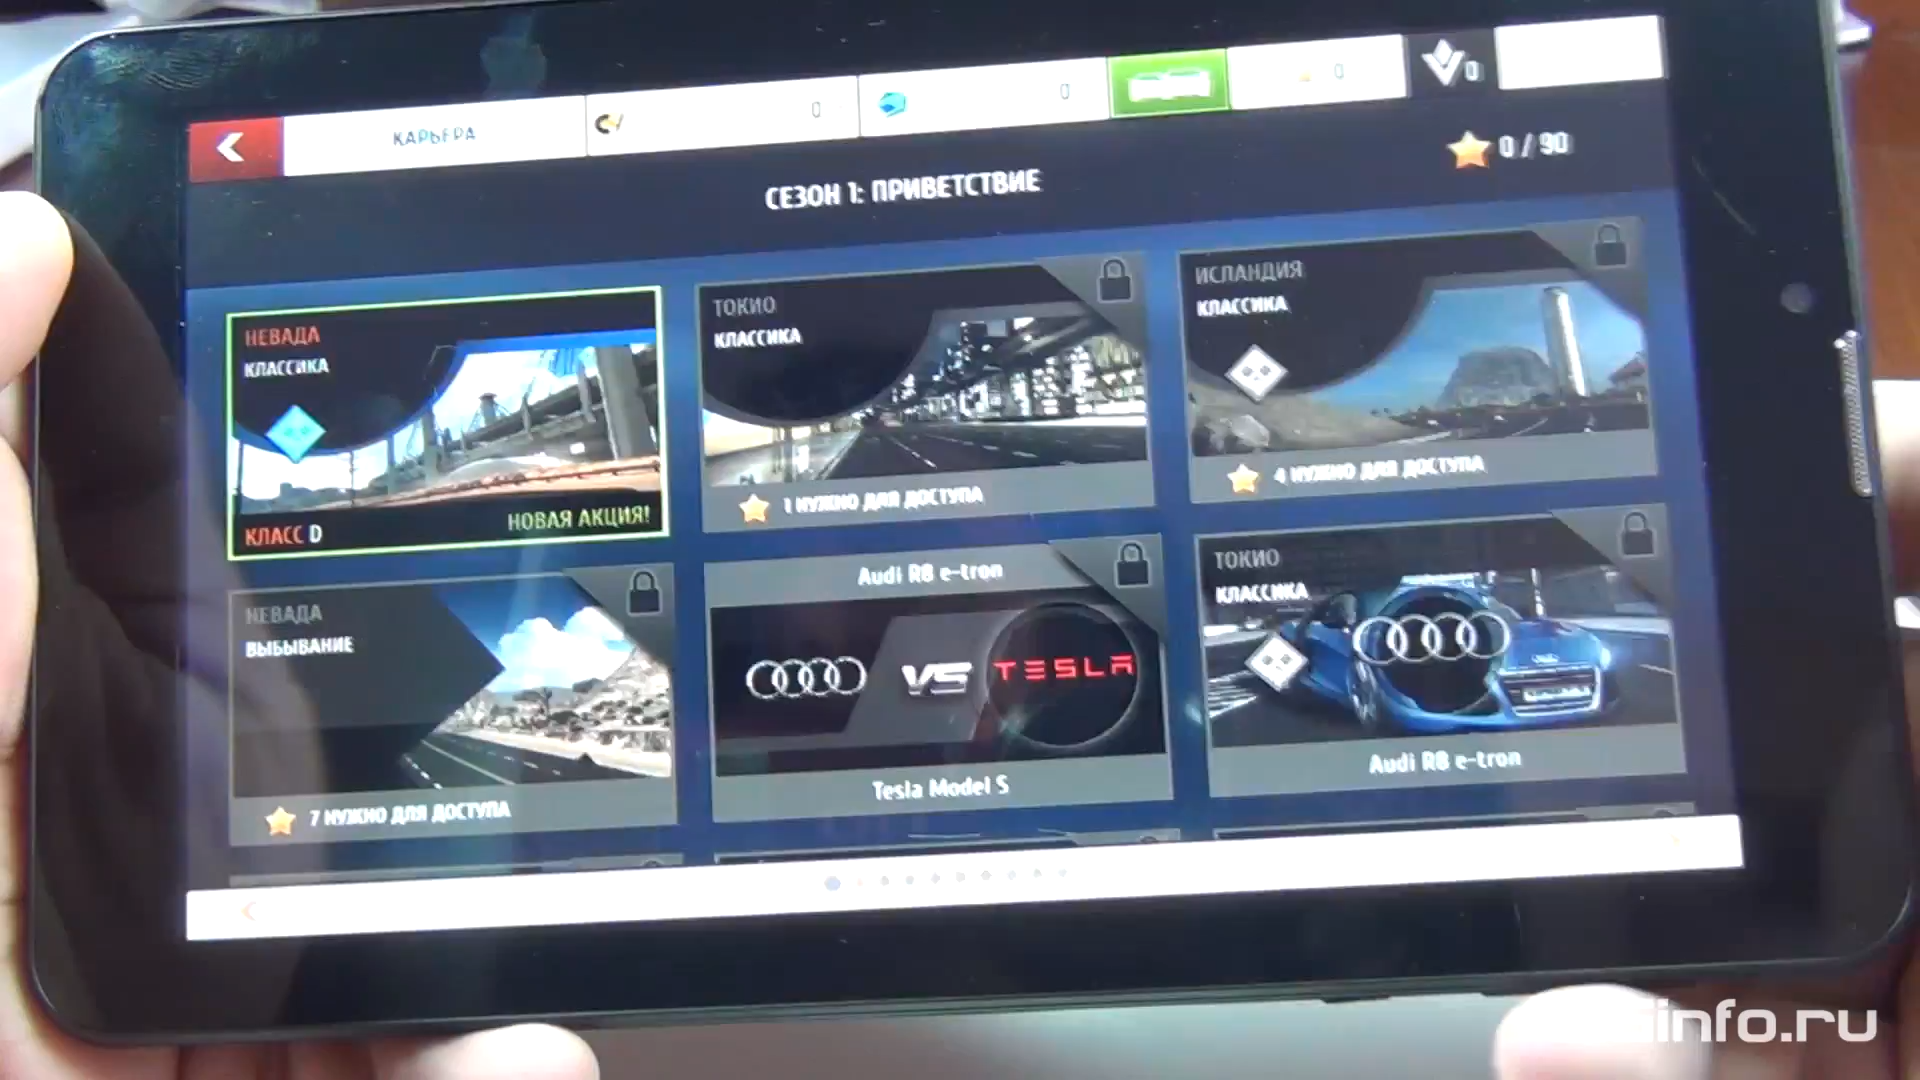 КАРЬЕРА
0
0
0
0
0 / 90
СЕЗОН 1: ПРИВЕТСТВИЕ
НЕВАДА
КЛАССИКА
КЛАСС D
НОВАЯ АКЦИЯ!
ТОКИО
КЛАССИКА
1 НУЖНО ДЛЯ ДОСТУПА
ИСЛАНДИЯ
КЛАССИКА
4 НУЖНО ДЛЯ ДОСТУПА
НЕВАДА
ВЫБЫВАНИЕ
7 НУЖНО ДЛЯ ДОСТУПА
Audi R8 e-tron
VS
TESLA
Tesla Model S
ТОКИО
КЛАССИКА
Audi R8 e-tron
info.ru